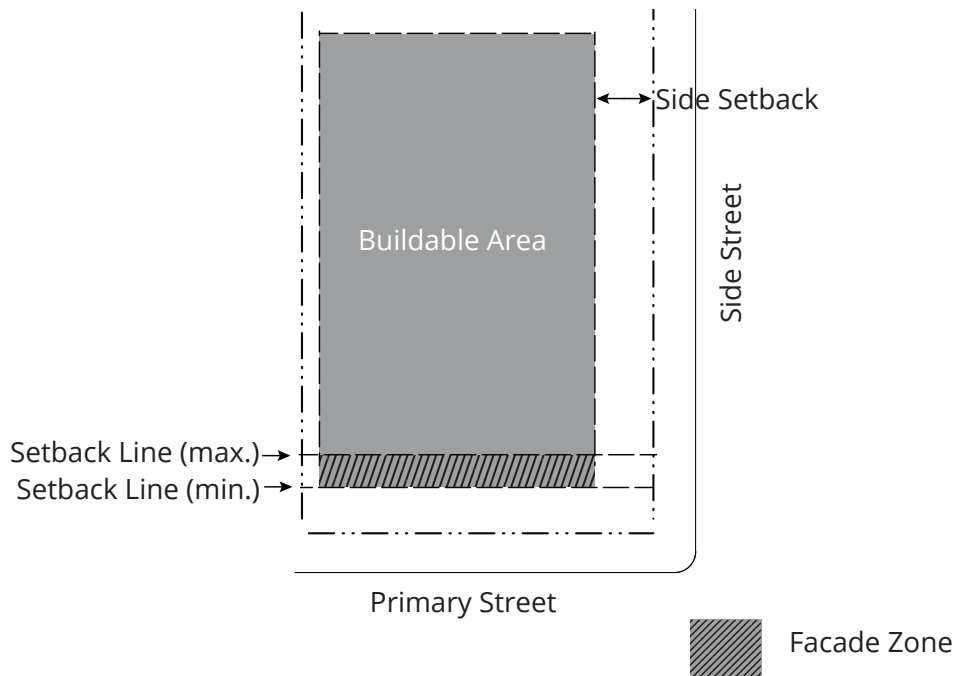 Side Setback
Side Street
Buildable Area
Setback Line (max.)
Setback Line (min.)
Primary Street
Facade Zone